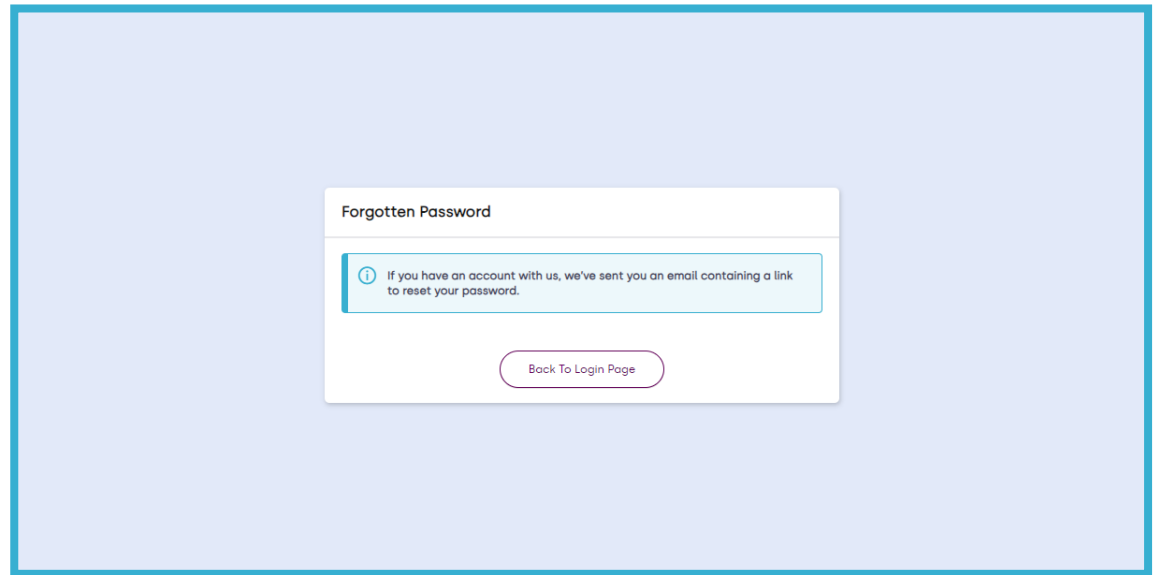 Forgotten Password
If you have an account with us, we've sent you an email containing a link
to reset your password.
Back To Login Page